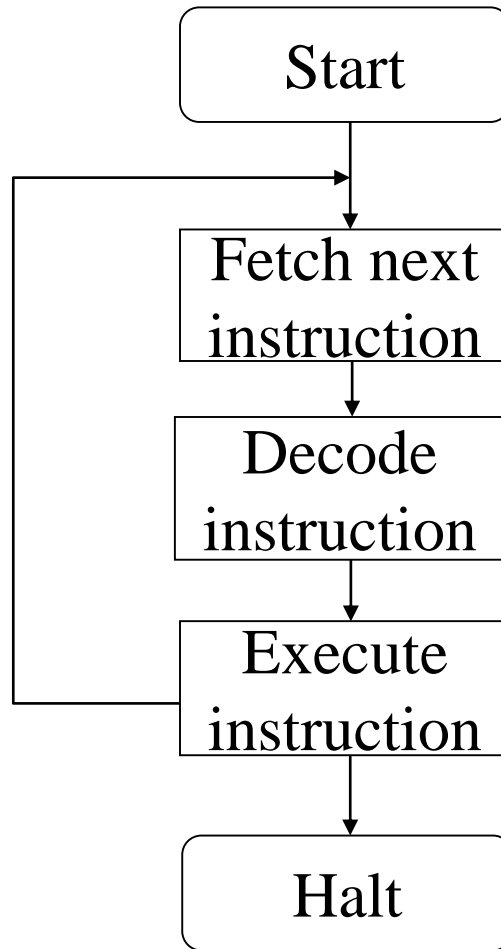 Start
Fetch next
instruction
Decode
instruction
Execute
instruction
Halt